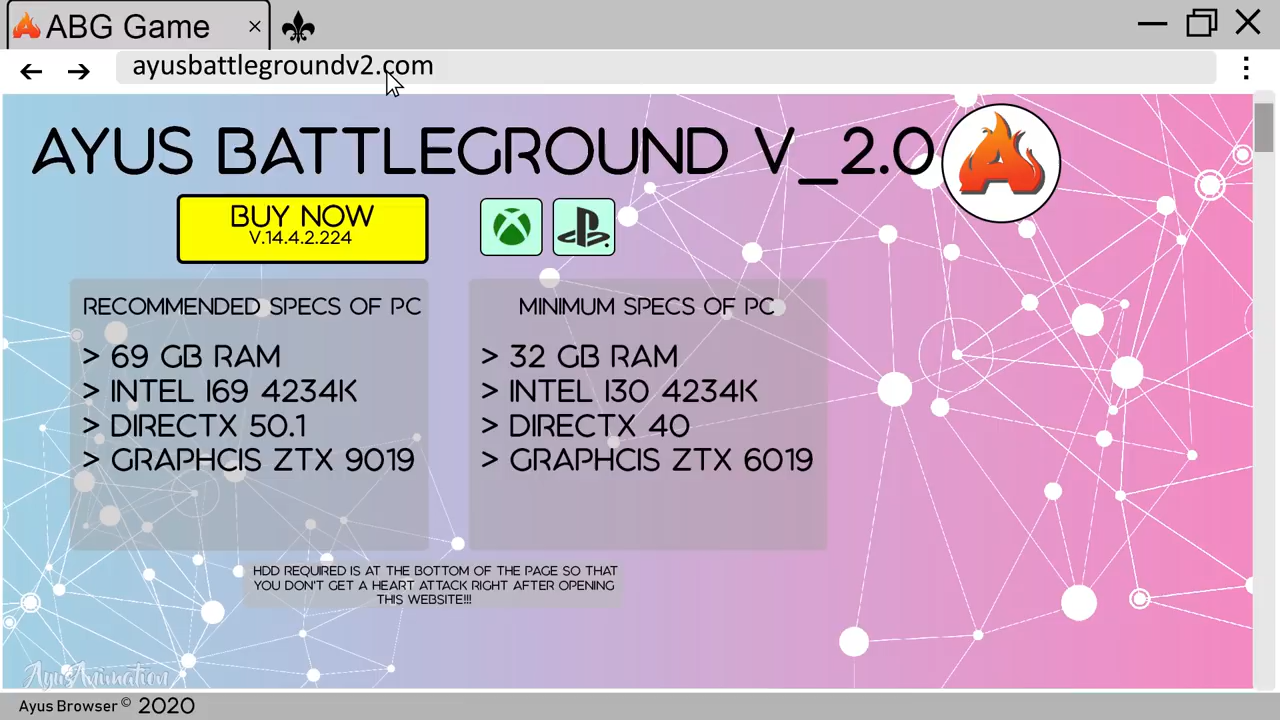 ABG Game
ayusbattlegroundv2.com
AYUS BATTLEGROUND V_2.0
BUY NOW
V.14.4.2.224
RECOMMENDED SPECS OF PC
> 69 GB RAM
> INTEL I69 4234K
> DIRECTX 50.1
> GRAPHCIS ZTX 9019
MINIMUM SPECS OF PC
> 32 GB RAM
> INTEL I30 4234K
> DIRECTX 40
> GRAPHCIS ZTX 6019
HDD REQUIRED IS AT THE BOTTOM OF THE PAGE SO THAT
YOU DON'T GET A HEART ATTACK RIGHT AFTER OPENING
THIS WEBSITE!!!
AyusAnimation
Ayus Browser © 2020